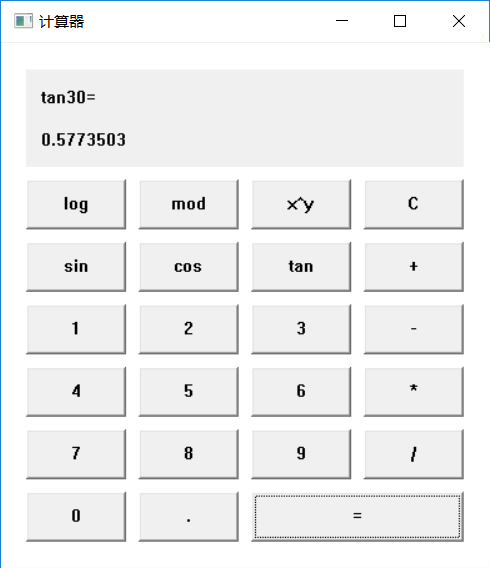 计算器
tan30=
0.5773503
log mod x^y C
sin cos tan +
1 2 3 -
4 5 6 *
7 8 9 /
0 . =